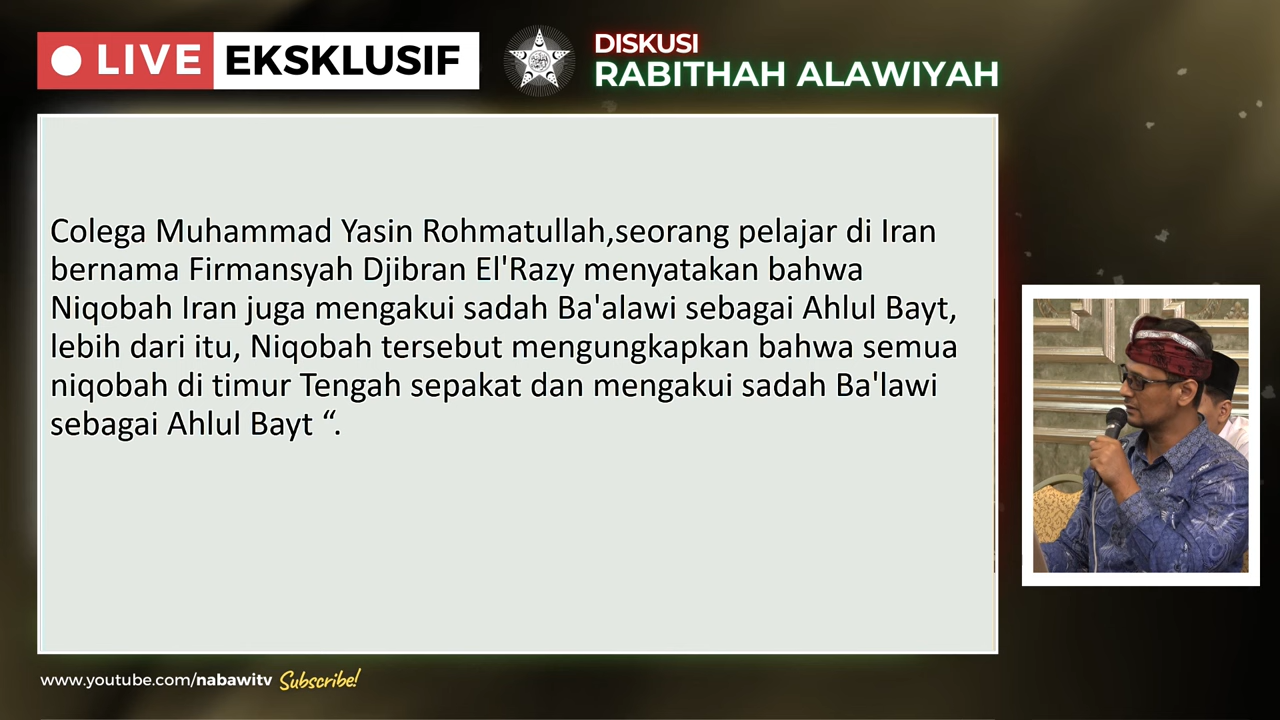 LIVE EKSKLUSIF
DISKUSI
RABITHAH ALAWIYAH
Colega Muhammad Yasin Rohmatullah,seorang pelajar di Iran
bernama Firmansyah Djibran El'Razy menyatakan bahwa
Niqobah Iran juga mengakui sadah Ba'alawi sebagai Ahlul Bayt,
lebih dari itu, Niqobah tersebut mengungkapkan bahwa semua
niqobah di timur Tengah sepakat dan mengakui sadah Ba'lawi
sebagai Ahlul Bayt “.
www.youtube.com/nabawitv Subscribe!